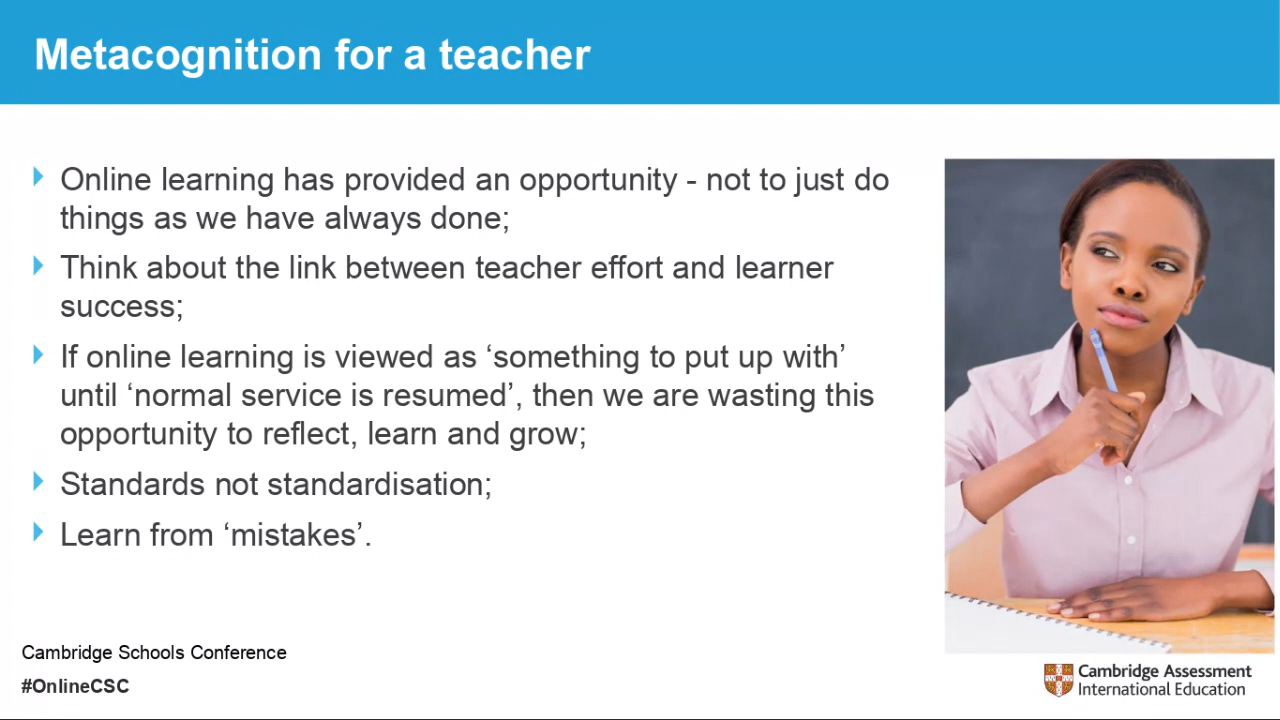 Metacognition for a teacher
Online learning has provided an opportunity - not to just do
things as we have always done;
Think about the link between teacher effort and learner
success;
If online learning is viewed as ‘something to put up with’
until ‘normal service is resumed’, then we are wasting this
opportunity to reflect, learn and grow;
Standards not standardisation;
Learn from ‘mistakes’.
Cambridge Schools Conference
#OnlineCSC
Cambridge Assessment
International Education